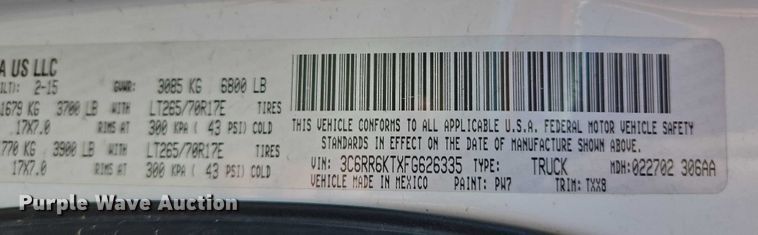 A US LLC
ILT): 2-15 GVWR: 3085 KG 6800 LB
1679 KG 3700 LB WITH LT265/70R17E TIRES
17X7.0 RIMS AT 300 KPA ( 43 PSI) COLD
770 KG 3900 LB WITH LT265/70R17E TIRES
17X7.0 RIMS AT 300 KPA ( 43 PSI) COLD
THIS VEHICLE CONFORMS TO ALL APPLICABLE U.S.A. FEDERAL MOTOR VEHICLE SAFETY
STANDARDS IN EFFECT ON THE DATE OF MANUFACTURE SHOWN ABOVE.
VIN: 3C6RR6KTXFG626335 TYPE: TRUCK MDH: 022702 306AA
VEHICLE MADE IN MEXICO PAINT: PW7 TRIM: TXX8
Purple Wave Auction